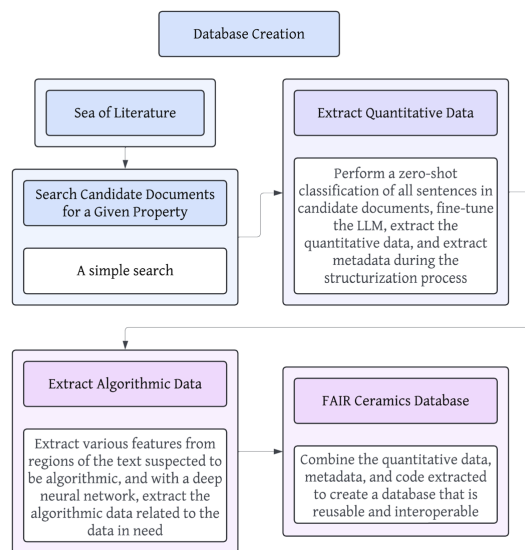 Database Creation
Sea of Literature
Search Candidate Documents
for a Given Property
A simple search
Extract Quantitative Data
Perform a zero-shot
classification of all sentences in
candidate documents, fine-tune
the LLM, extract the
quantitative data, and extract
metadata during the
structurization process
Extract Algorithmic Data
Extract various features from
regions of the text suspected to
be algorithmic, and with a deep
neural network, extract the
algorithmic data related to the
data in need
FAIR Ceramics Database
Combine the quantitative data,
metadata, and code extracted
to create a database that is
reusable and interoperable